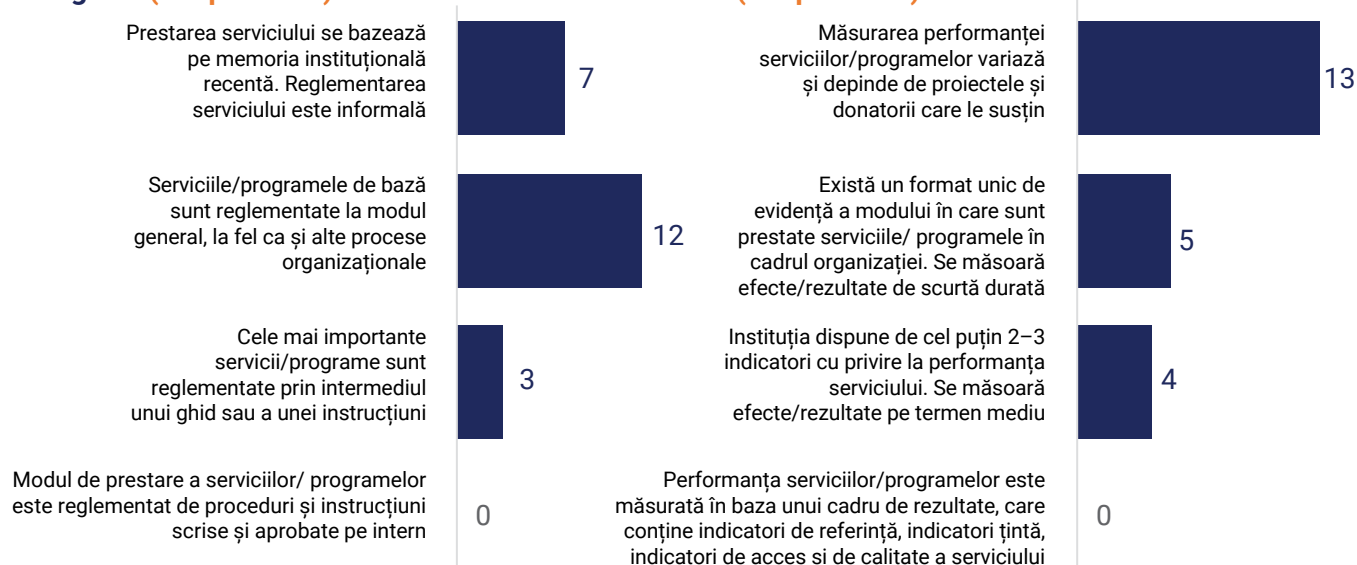 Prestarea serviciului se bazează
pe memoria instituțională
recentă. Reglementarea
serviciului este informală
7
Serviciile/programele de bază
sunt reglementate la modul
general, la fel ca și alte procese
organizaționale
12
Cele mai importante
servicii/programe sunt
reglementate prin intermediul
unui ghid sau a unei instrucțiuni
3
Modul de prestare a serviciilor/ programelor
este reglementat de proceduri și instrucțiuni
scrise și aprobate pe intern
0
Măsurarea performanței
serviciilor/programelor variază
și depinde de proiectele și
donatorii care le susțin
13
Există un format unic de
evidență a modului în care sunt
prestate serviciile/ programele în
cadrul organizației. Se măsoară
efecte/rezultate de scurtă durată
5
Instituția dispune de cel puțin 2–3
indicatori cu privire la performanța
serviciului. Se măsoară
efecte/rezultate pe termen mediu
4
Performanța serviciilor/programelor este
măsurată în baza unui cadru de rezultate, care
conține indicatori de referință, indicatori țintă,
indicatori de acces și de calitate a serviciului
0